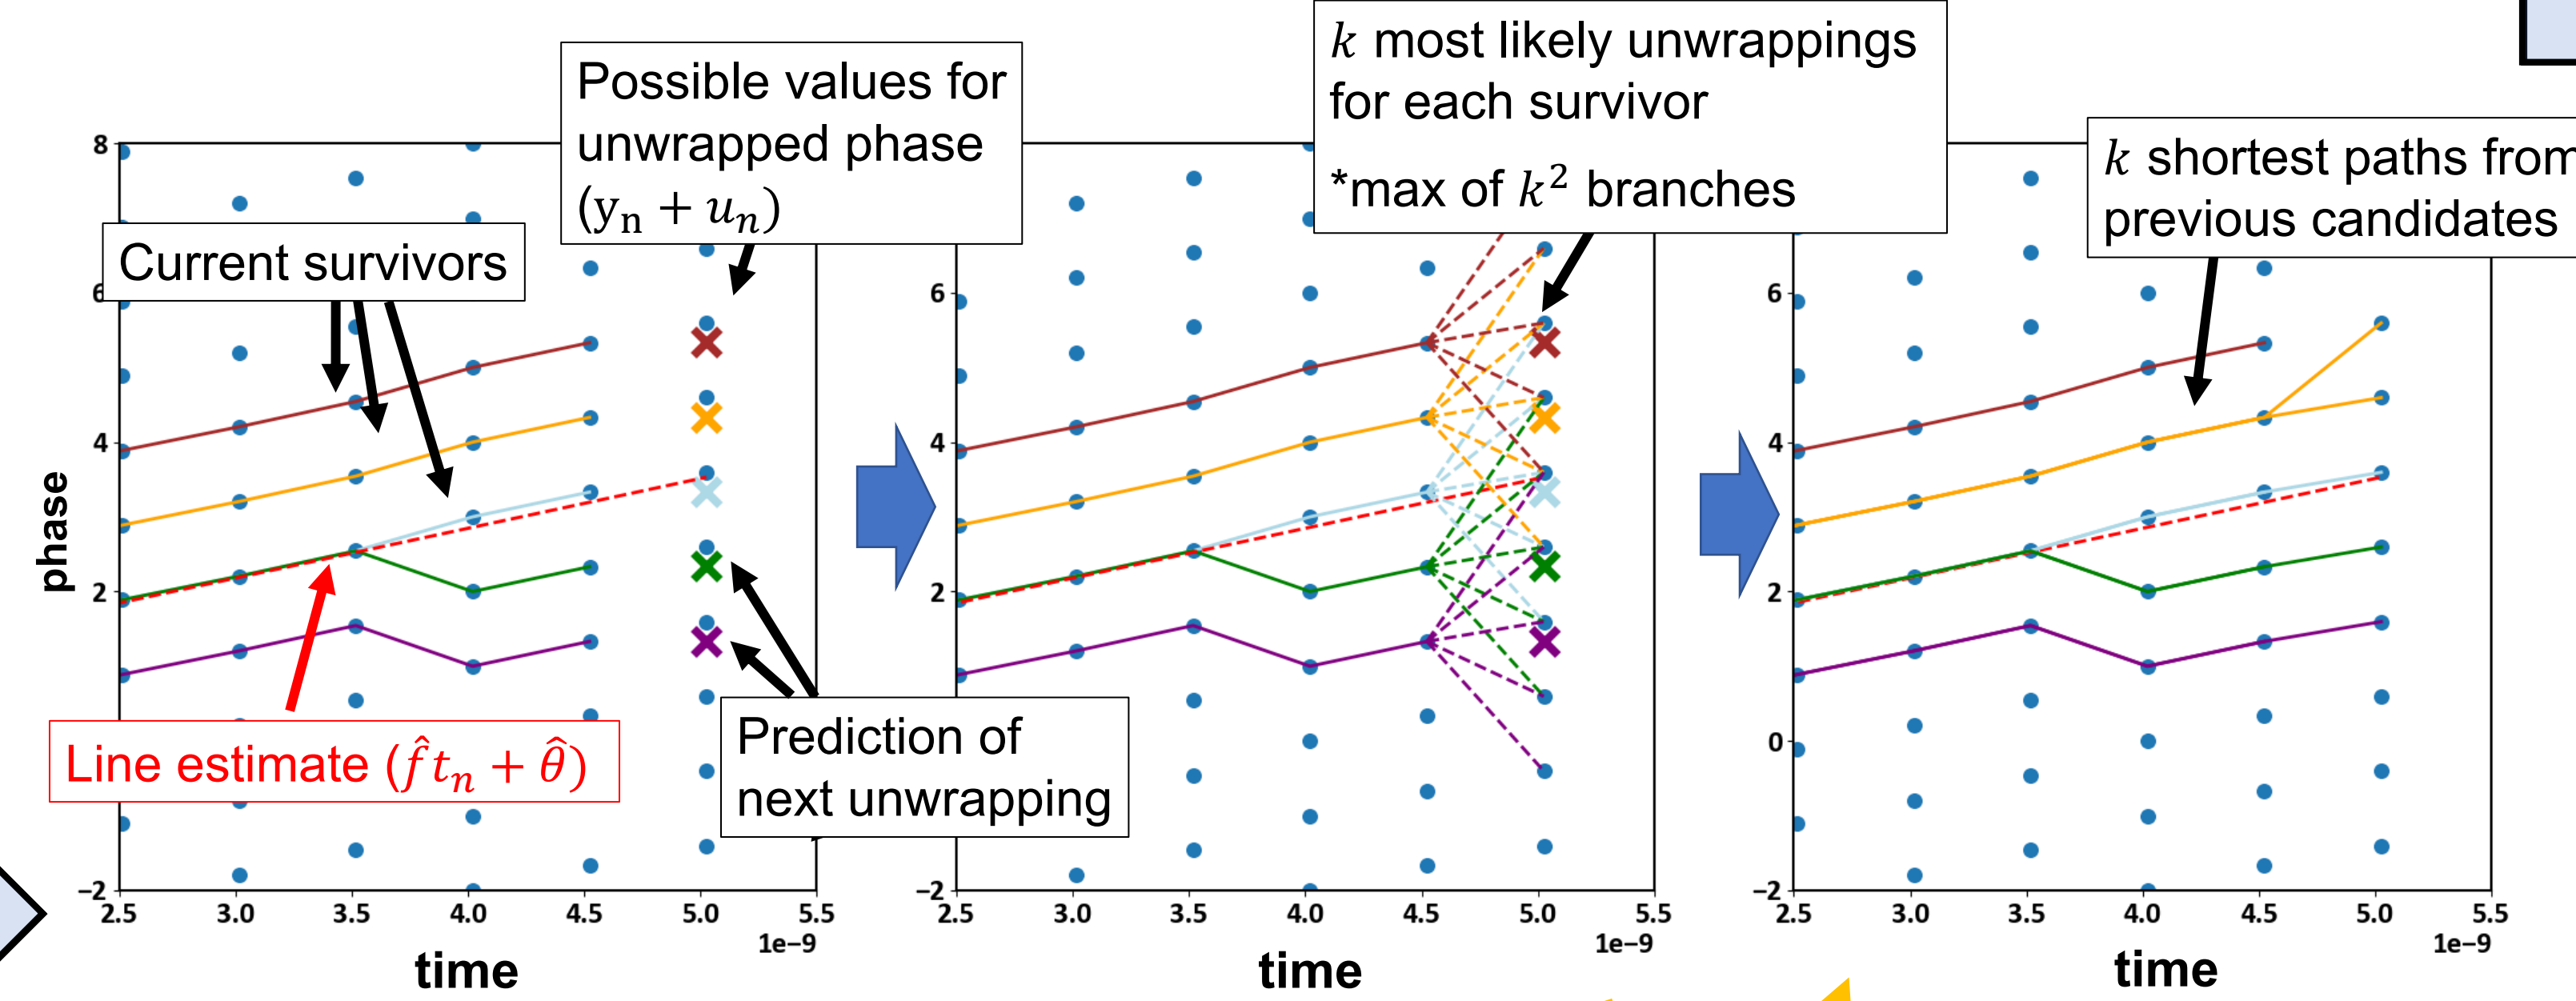 Possible values for
unwrapped phase
(yₙ + uₙ)
k most likely unwrappings
for each survivor
*max of k² branches
k shortest paths from
previous candidates
Current survivors
Line estimate (f̂ tₙ + θ̂)
Prediction of
next unwrapping
phase
8
6
4
2
−2
2.5 3.0 3.5 4.0 4.5 5.0 5.5
1e−9
time
6
4
2
−2
2.5 3.0 3.5 4.0 4.5 5.0 5.5
1e−9
time
6
4
2
0
−2
2.5 3.0 3.5 4.0 4.5 5.0 5.5
1e−9
time